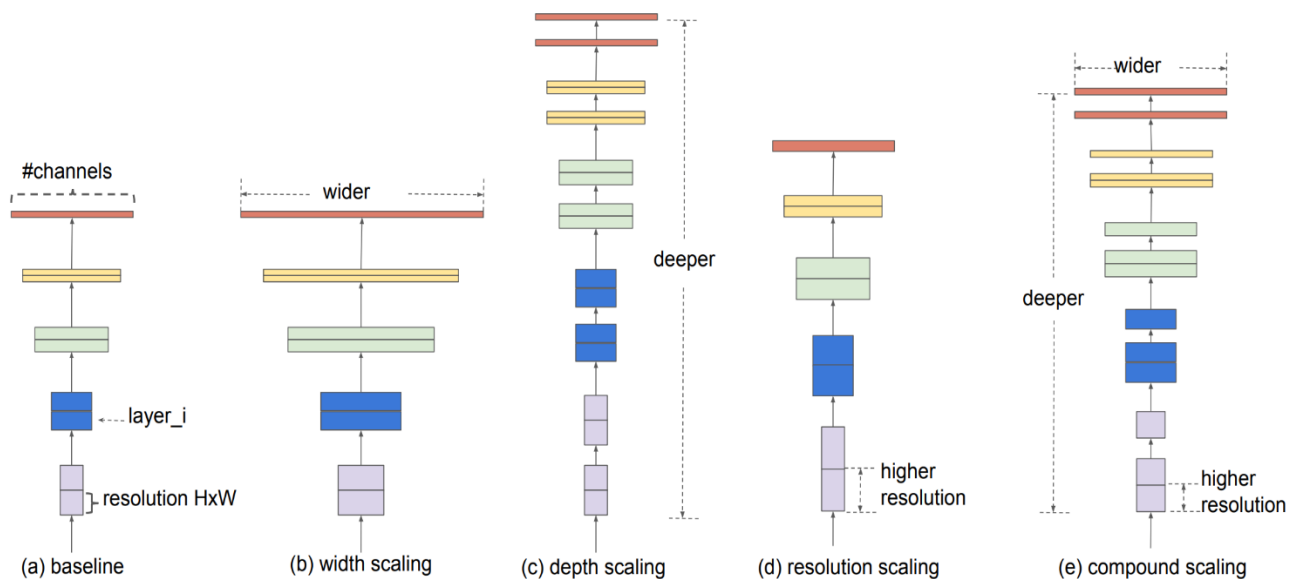 #channels
layer_i
resolution HxW
(a) baseline
wider
(b) width scaling
deeper
(c) depth scaling
higher
resolution
(d) resolution scaling
wider
deeper
higher
resolution
(e) compound scaling